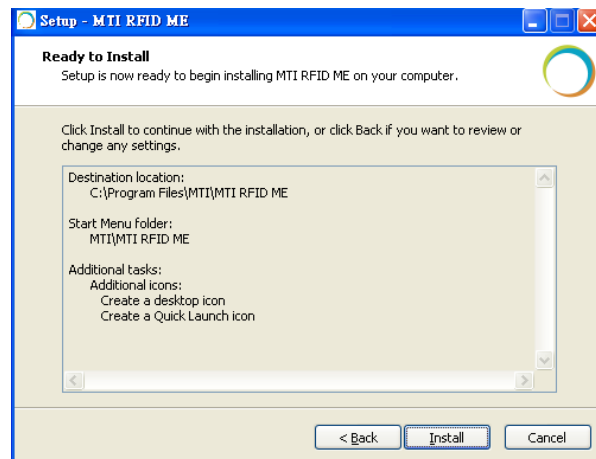 Setup - MTI RFID ME
Ready to Install
Setup is now ready to begin installing MTI RFID ME on your computer.
Click Install to continue with the installation, or click Back if you want to review or
change any settings.
Destination location:
C:\Program Files\MTI\MTI RFID ME
Start Menu folder:
MTI\MTI RFID ME
Additional tasks:
Additional icons:
Create a desktop icon
Create a Quick Launch icon
< Back Install Cancel